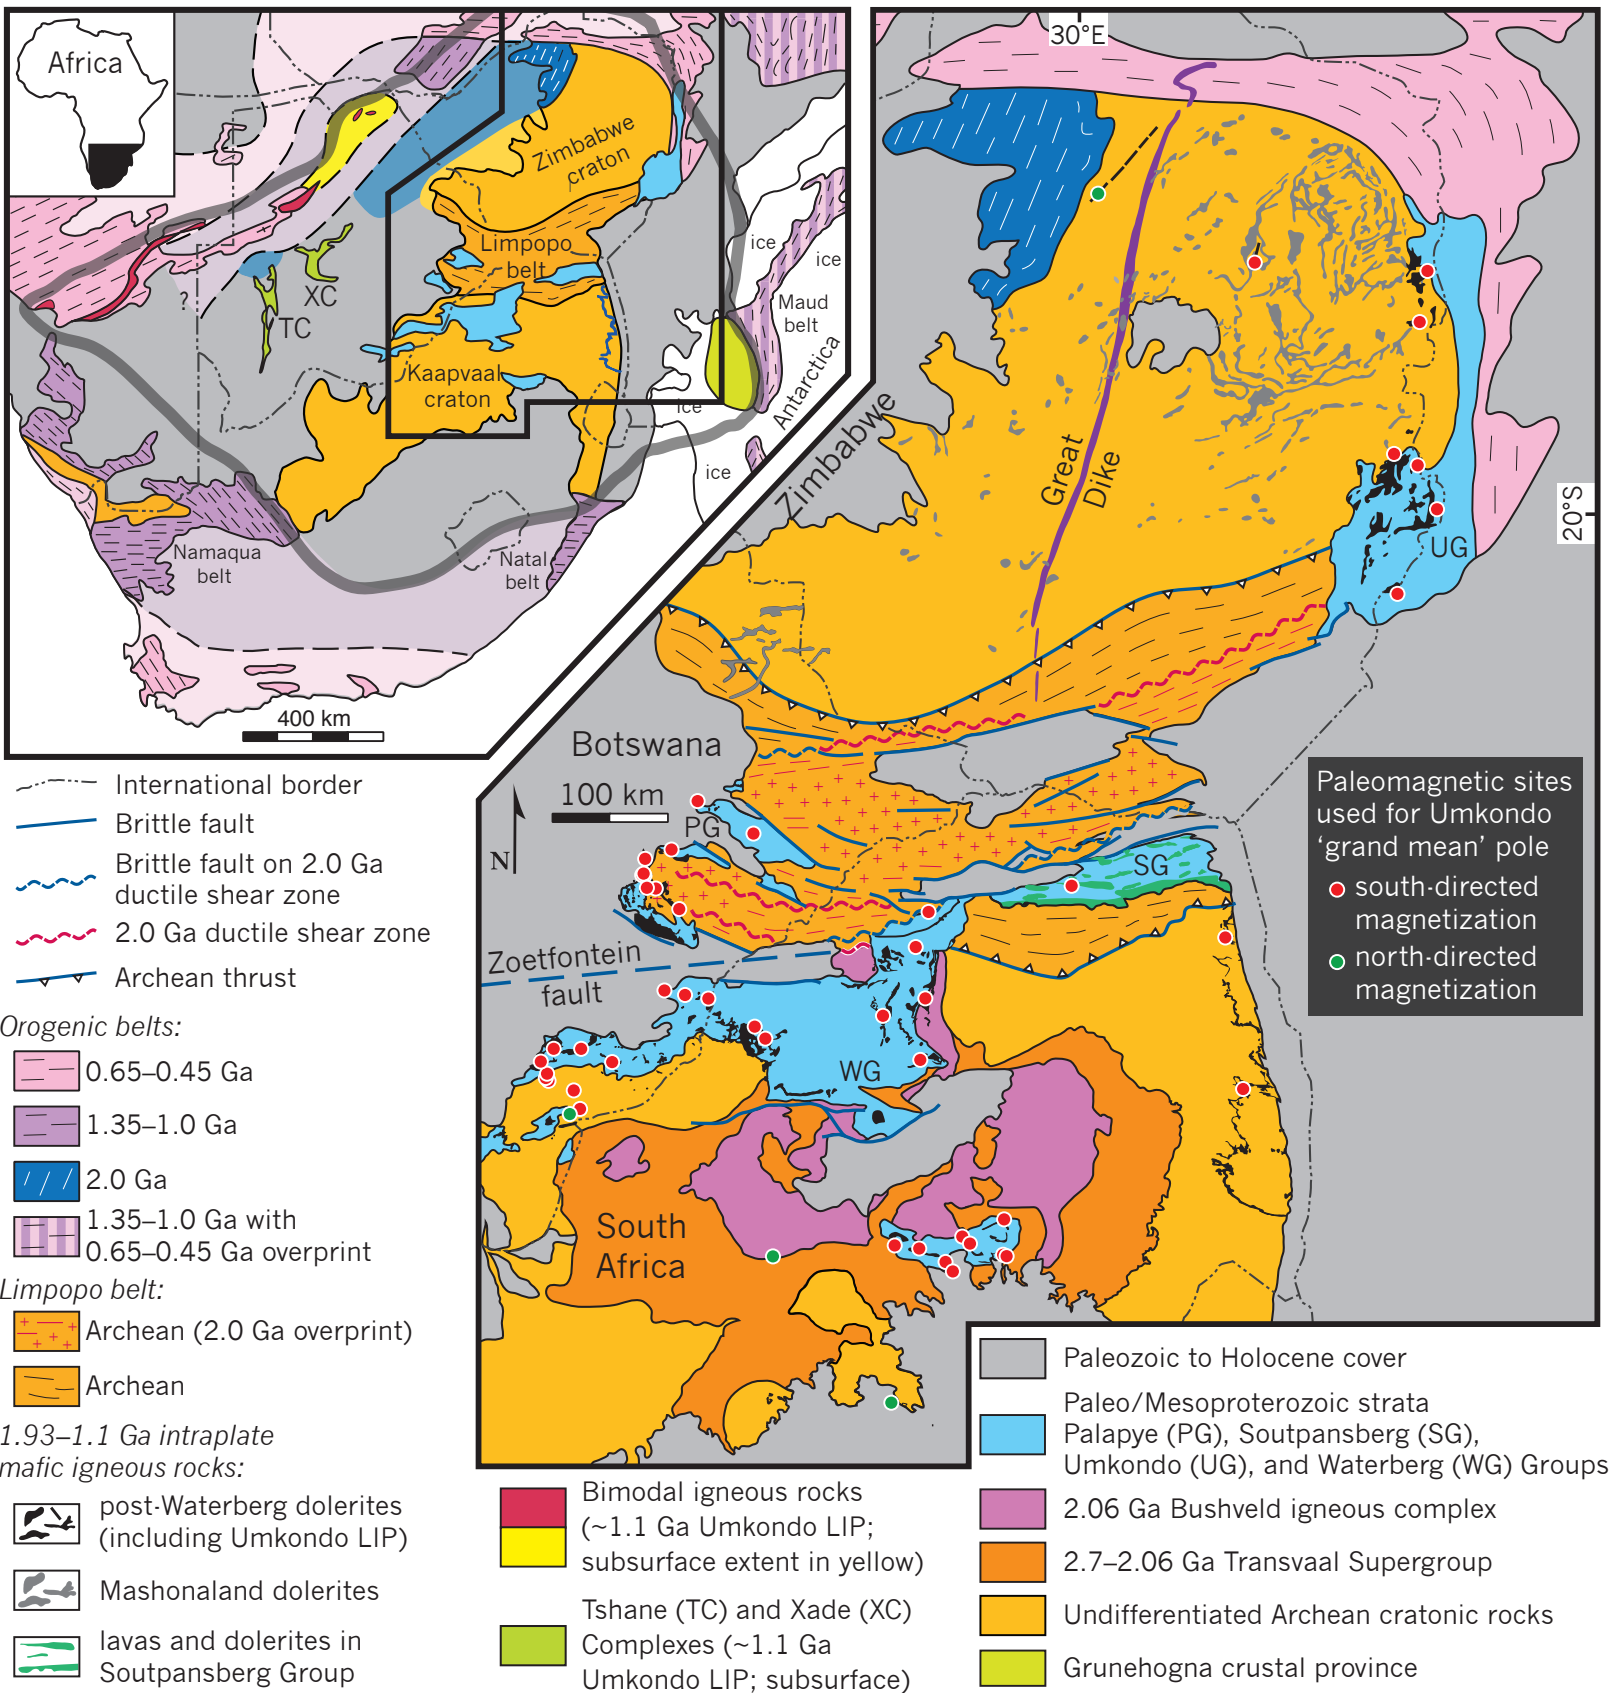 Africa
Zimbabwe
craton
Limpopo
belt
XC
TC
?
Kaapvaal
craton
ice
ice
Maud
belt
Antarctica
ice
ice
Namaqua
belt
Natal
belt
400 km
30°E
20°S
Zimbabwe
Great
Dike
UG
Botswana
100 km
N
PG
SG
Zoetfontein
fault
WG
South
Africa
Paleomagnetic sites
used for Umkondo
‘grand mean’ pole
south-directed
magnetization
north-directed
magnetization
International border
Brittle fault
Brittle fault on 2.0 Ga
ductile shear zone
2.0 Ga ductile shear zone
Archean thrust
Orogenic belts:
0.65–0.45 Ga
1.35–1.0 Ga
2.0 Ga
1.35–1.0 Ga with
0.65–0.45 Ga overprint
Limpopo belt:
Archean (2.0 Ga overprint)
Archean
1.93–1.1 Ga intraplate
mafic igneous rocks:
post-Waterberg dolerites
(including Umkondo LIP)
Mashonaland dolerites
lavas and dolerites in
Soutpansberg Group
Bimodal igneous rocks
(~1.1 Ga Umkondo LIP;
subsurface extent in yellow)
Tshane (TC) and Xade (XC)
Complexes (~1.1 Ga
Umkondo LIP; subsurface)
Paleozoic to Holocene cover
Paleo/Mesoproterozoic strata
Palapye (PG), Soutpansberg (SG),
Umkondo (UG), and Waterberg (WG) Groups
2.06 Ga Bushveld igneous complex
2.7–2.06 Ga Transvaal Supergroup
Undifferentiated Archean cratonic rocks
Grunehogna crustal province